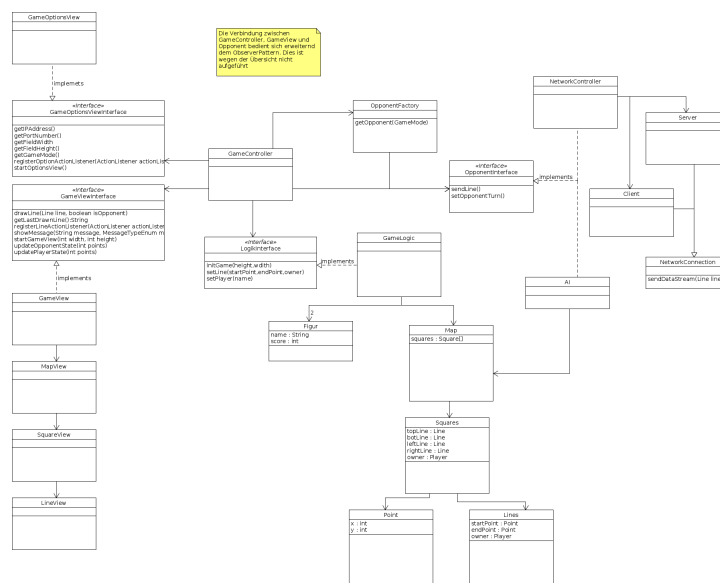 GameOptionsView
Die Verbindung zwischen
GameController, GameView und
Opponent bedient sich erweiternd
dem ObserverPattern. Dies ist
wegen der Übersicht nicht
aufgeführt
implemets
«Interface»
GameOptionsViewInterface
getIPAddress()
getPortNumber()
getFieldWidth
getFieldHeight()
getGameMode()
registerOptionActionListener(ActionListener actionLis
startOptionsView()
OpponentFactory
getOpponent(GameMode)
NetworkController
Server
GameController
«Interface»
OpponentInterface
sendLine()
setOpponentTurn()
implements
Client
«Interface»
GameViewInterface
drawLine(Line line, boolean isOpponent)
getLastDrawnLine():String
registerLineActionListener(ActionListener actionListener
showMessage(String message, MessageTypeEnum m
startGameView(int width, int height)
updateOpponentState(int points)
updatePlayerState(int points)
implements
«Interface»
LogikInterface
initGame(height,width)
setLine(startPoint,endPoint,owner)
setPlayer(name)
implements
GameLogic
NetworkConnection
sendDataStream(Line line
AI
GameView
2
Figur
name : String
score : int
Map
squares : Square[]
MapView
Squares
topLine : Line
botLine : Line
leftLine : Line
rightLine : Line
owner : Player
SquareView
LineView
Point
x : int
y : int
Lines
startPoint : Point
endPoint : Point
owner : Player